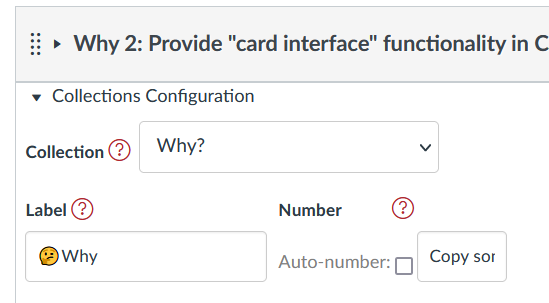 Why 2: Provide "card interface" functionality in C
Collections Configuration
Collection ? Why?
Label ? Number ?
🤔Why Auto-number: Copy sor